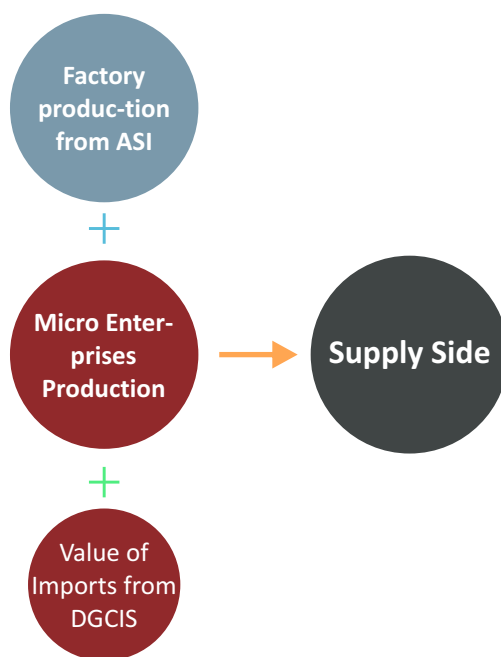 Factory
produc-tion
from ASI
+
Micro Enter-
prises
Production
Supply Side
+
Value of
Imports from
DGCIS